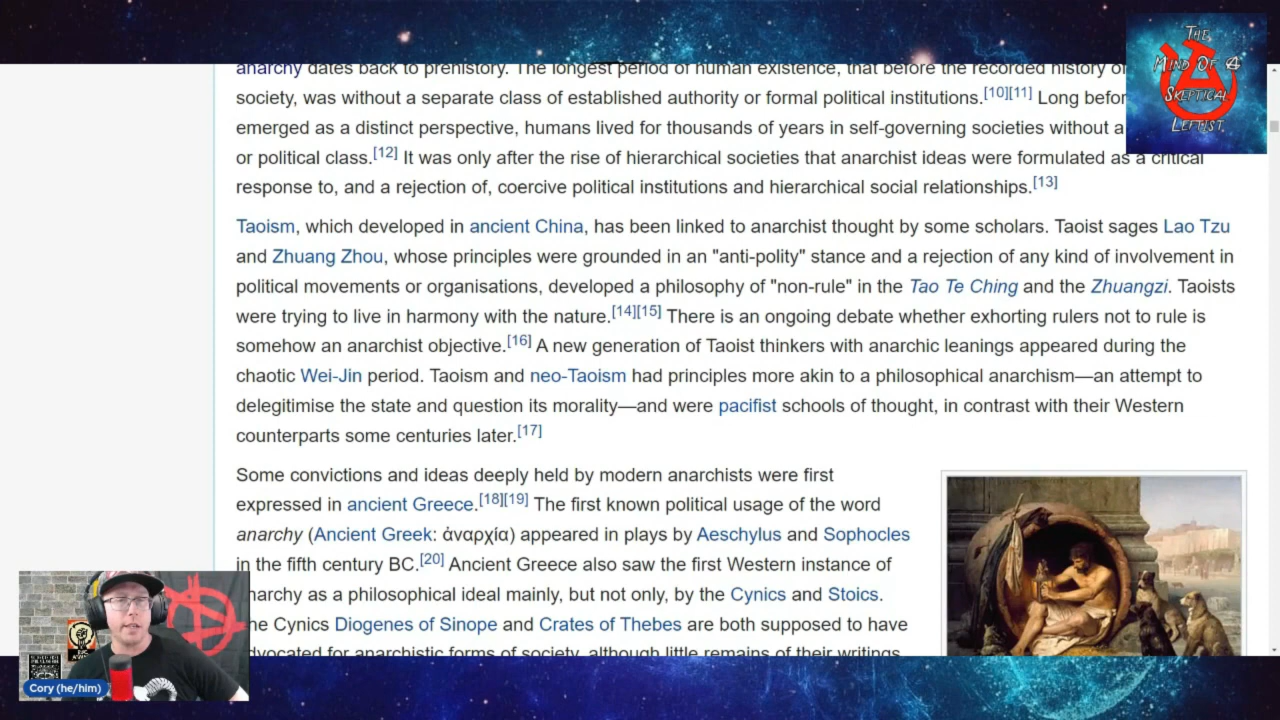 anarchy dates back to prehistory. The longest period of human existence, that before the recorded history of
society, was without a separate class of established authority or formal political institutions.[10][11] Long befor
emerged as a distinct perspective, humans lived for thousands of years in self-governing societies without a
or political class.[12] It was only after the rise of hierarchical societies that anarchist ideas were formulated as a critical
response to, and a rejection of, coercive political institutions and hierarchical social relationships.[13]
Taoism, which developed in ancient China, has been linked to anarchist thought by some scholars. Taoist sages Lao Tzu
and Zhuang Zhou, whose principles were grounded in an "anti-polity" stance and a rejection of any kind of involvement in
political movements or organisations, developed a philosophy of "non-rule" in the Tao Te Ching and the Zhuangzi. Taoists
were trying to live in harmony with the nature.[14][15] There is an ongoing debate whether exhorting rulers not to rule is
somehow an anarchist objective.[16] A new generation of Taoist thinkers with anarchic leanings appeared during the
chaotic Wei-Jin period. Taoism and neo-Taoism had principles more akin to a philosophical anarchism—an attempt to
delegitimise the state and question its morality—and were pacifist schools of thought, in contrast with their Western
counterparts some centuries later.[17]
Some convictions and ideas deeply held by modern anarchists were first
expressed in ancient Greece.[18][19] The first known political usage of the word
anarchy (Ancient Greek: ἀναρχία) appeared in plays by Aeschylus and Sophocles
in the fifth century BC.[20] Ancient Greece also saw the first Western instance of
narchy as a philosophical ideal mainly, but not only, by the Cynics and Stoics.
he Cynics Diogenes of Sinope and Crates of Thebes are both supposed to have
dvocated for anarchistic forms of society, although little remains of their writings.
The
Mind Of A
Skeptical
Leftist
Cory (he/him)